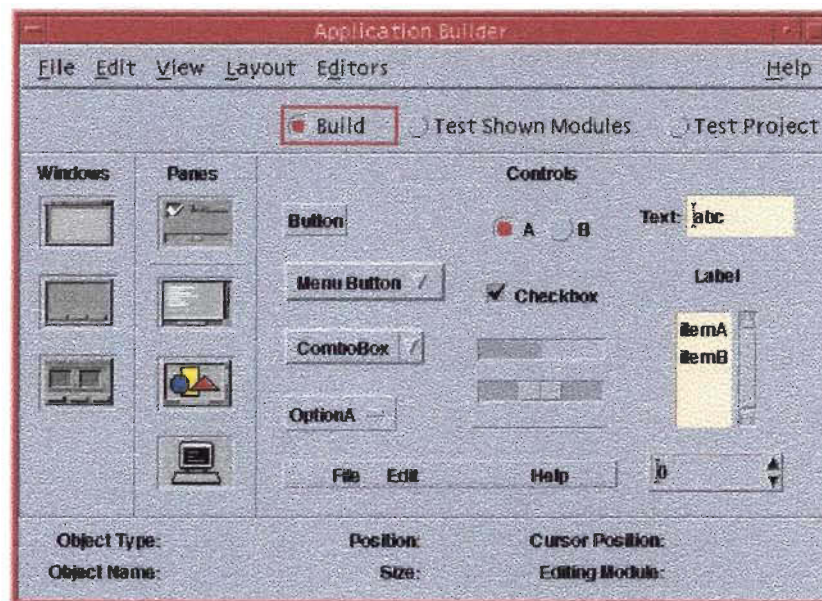 Application Builder
File Edit View Layout Editors Help
Build Test Shown Modules Test Project
Windows Panes Controls
Button
A B
Text: abc
Menu Button
Checkbox
Label
ComboBox
itemA
itemB
OptionA
File Edit Help
0
Object Type: Position: Cursor Position:
Object Name: Size: Editing Module: